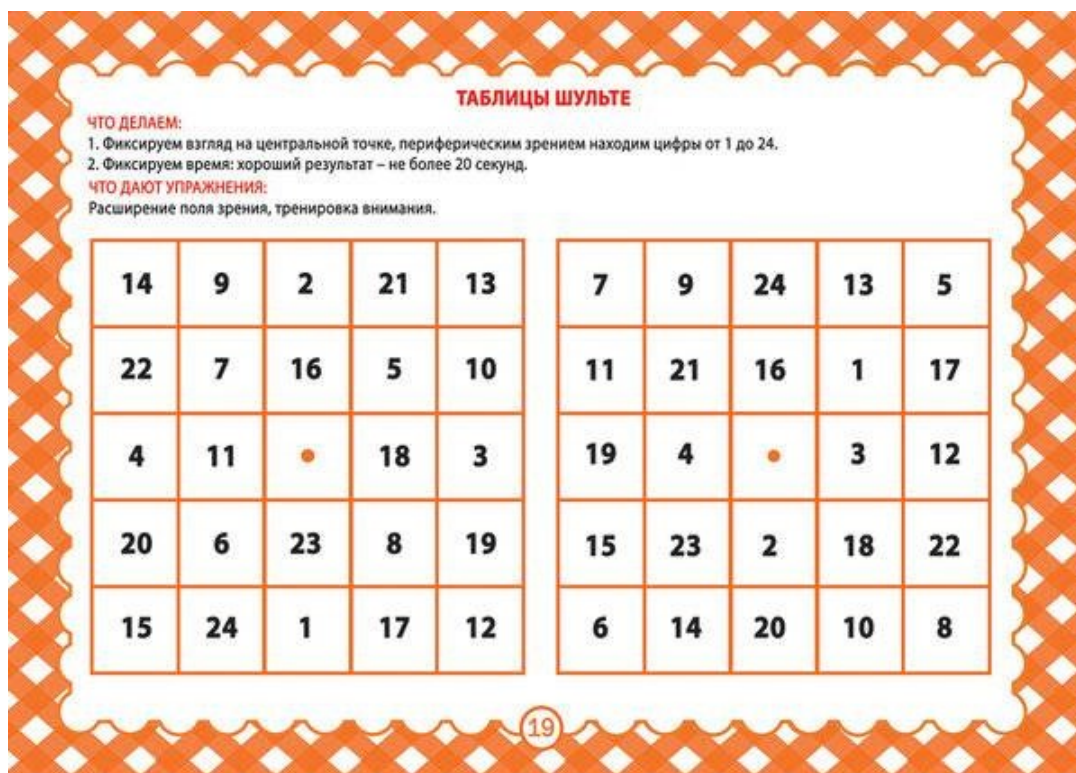 ТАБЛИЦЫ ШУЛЬТЕ
ЧТО ДЕЛАЕМ:
1. Фиксируем взгляд на центральной точке, периферическим зрением находим цифры от 1 до 24.
2. Фиксируем время: хороший результат – не более 20 секунд.
ЧТО ДАЮТ УПРАЖНЕНИЯ:
Расширение поля зрения, тренировка внимания.
14 9 2 21 13
22 7 16 5 10
4 11 • 18 3
20 6 23 8 19
15 24 1 17 12
7 9 24 13 5
11 21 16 1 17
19 4 • 3 12
15 23 2 18 22
6 14 20 10 8
19